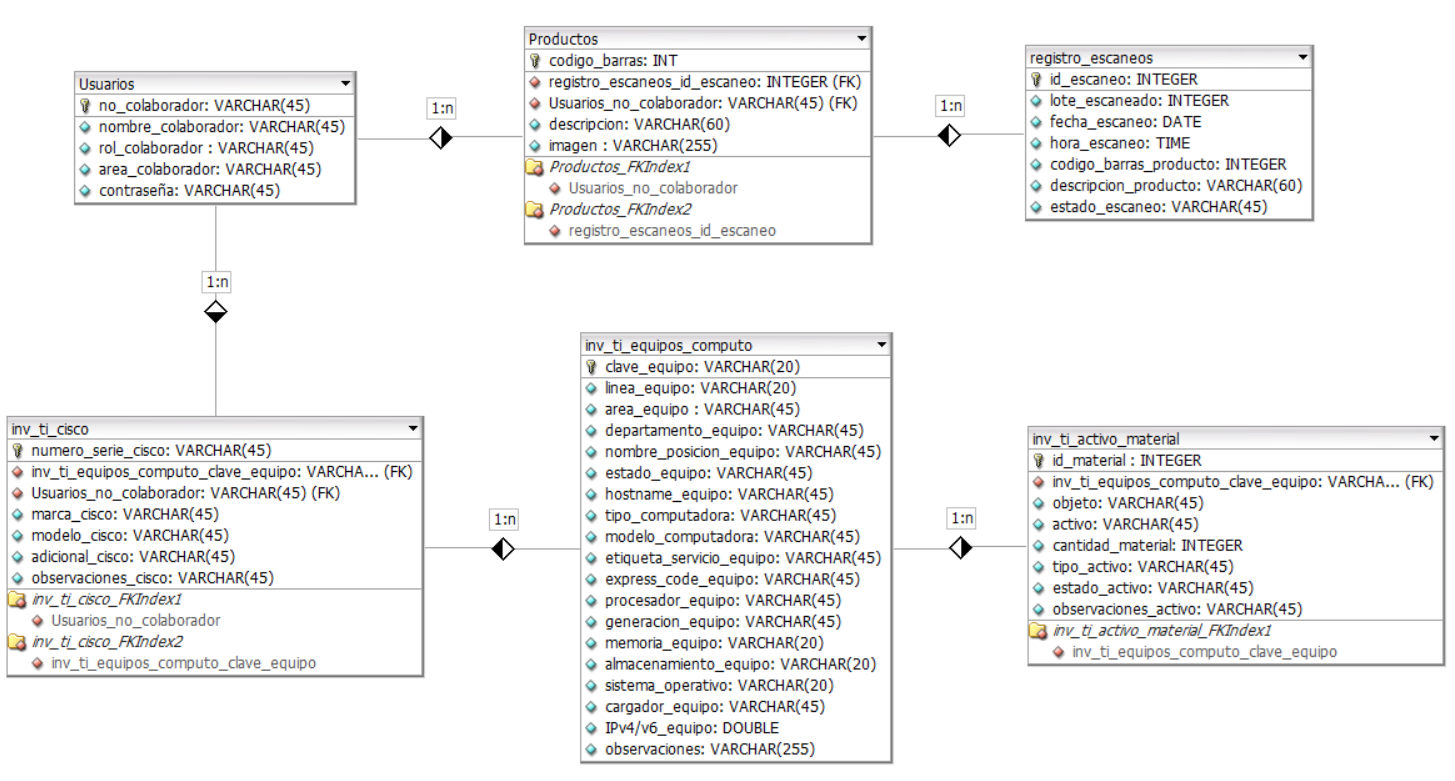 Usuarios
no_colaborador: VARCHAR(45)
nombre_colaborador: VARCHAR(45)
rol_colaborador : VARCHAR(45)
area_colaborador: VARCHAR(45)
contraseña: VARCHAR(45)
1:n
Productos
codigo_barras: INT
registro_escaneos_id_escaneo: INTEGER (FK)
Usuarios_no_colaborador: VARCHAR(45) (FK)
descripcion: VARCHAR(60)
imagen : VARCHAR(255)
Productos_FKIndex1
Usuarios_no_colaborador
Productos_FKIndex2
registro_escaneos_id_escaneo
1:n
registro_escaneos
id_escaneo: INTEGER
lote_escaneado: INTEGER
fecha_escaneo: DATE
hora_escaneo: TIME
codigo_barras_producto: INTEGER
descripcion_producto: VARCHAR(60)
estado_escaneo: VARCHAR(45)
1:n
inv_ti_cisco
numero_serie_cisco: VARCHAR(45)
inv_ti_equipos_computo_clave_equipo: VARCHA... (FK)
Usuarios_no_colaborador: VARCHAR(45) (FK)
marca_cisco: VARCHAR(45)
modelo_cisco: VARCHAR(45)
adicional_cisco: VARCHAR(45)
observaciones_cisco: VARCHAR(45)
inv_ti_cisco_FKIndex1
Usuarios_no_colaborador
inv_ti_cisco_FKIndex2
inv_ti_equipos_computo_clave_equipo
1:n
inv_ti_equipos_computo
clave_equipo: VARCHAR(20)
linea_equipo: VARCHAR(20)
area_equipo : VARCHAR(45)
departamento_equipo: VARCHAR(45)
nombre_posicion_equipo: VARCHAR(45)
estado_equipo: VARCHAR(45)
hostname_equipo: VARCHAR(45)
tipo_computadora: VARCHAR(45)
modelo_computadora: VARCHAR(45)
etiqueta_servicio_equipo: VARCHAR(45)
express_code_equipo: VARCHAR(45)
procesador_equipo: VARCHAR(45)
generacion_equipo: VARCHAR(45)
memoria_equipo: VARCHAR(20)
almacenamiento_equipo: VARCHAR(20)
sistema_operativo: VARCHAR(20)
cargador_equipo: VARCHAR(45)
IPv4/v6_equipo: DOUBLE
observaciones: VARCHAR(255)
1:n
inv_ti_activo_material
id_material : INTEGER
inv_ti_equipos_computo_clave_equipo: VARCHA... (FK)
objeto: VARCHAR(45)
activo: VARCHAR(45)
cantidad_material: INTEGER
tipo_activo: VARCHAR(45)
estado_activo: VARCHAR(45)
observaciones_activo: VARCHAR(45)
inv_ti_activo_material_FKIndex1
inv_ti_equipos_computo_clave_equipo